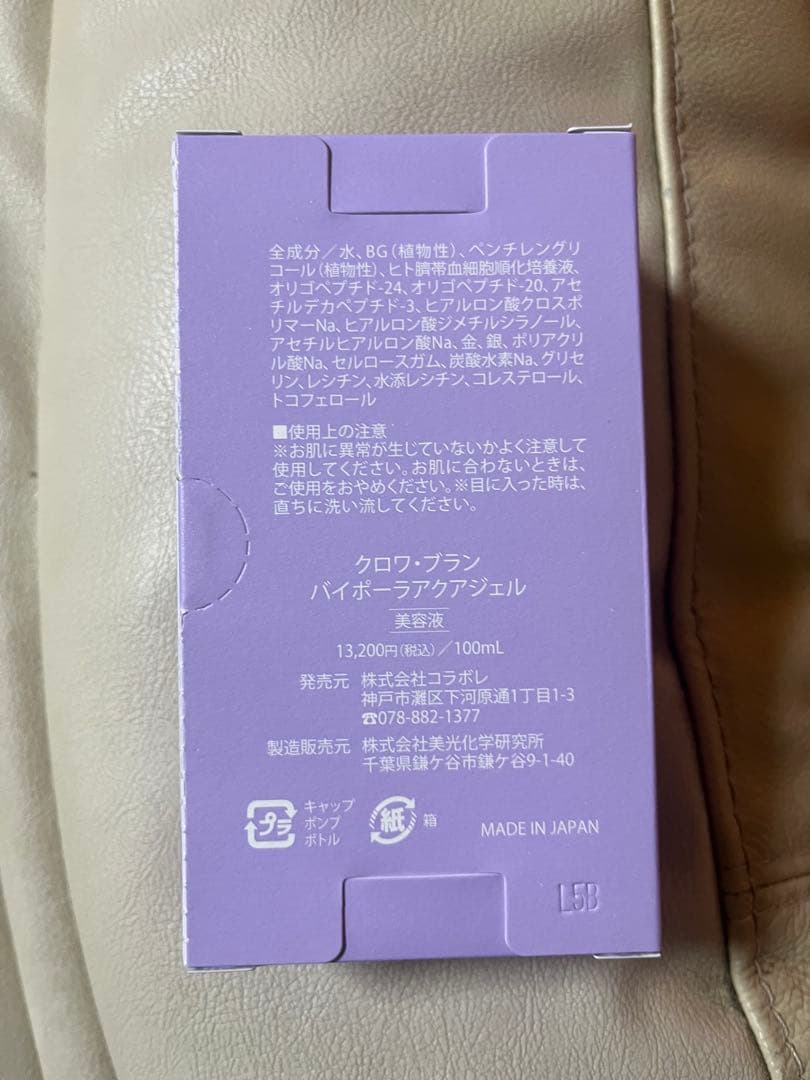 全成分／水、BG(植物性)、ペンチレングリ
コール(植物性)、ヒト臍帯血細胞順化培養液、
オリゴペプチド-24、オリゴペプチド-20、アセ
チルデカペプチド-3、ヒアルロン酸クロスポ
リマーNa、ヒアルロン酸ジメチルシラノール、
アセチルヒアルロン酸Na、金、銀、ポリアクリ
ル酸Na、セルロースガム、炭酸水素Na、グリセ
リン、レシチン、水添レシチン、コレステロール、
トコフェロール
■使用上の注意
※お肌に異常が生じていないかよく注意して
使用してください。お肌に合わないときは、
ご使用をおやめください。※目に入った時は、
直ちに洗い流してください。
クロワ・ブラン
バイポーラアクアジェル
美容液
13,200円(税込)／100mL
発売元 株式会社コラボレ
神戸市灘区下河原通1丁目1-3
☎078-882-1377
製造販売元 株式会社美光化学研究所
千葉県鎌ケ谷市鎌ケ谷9-1-40
プラ キャップ
ポンプ
ボトル
紙 箱
MADE IN JAPAN
L5B